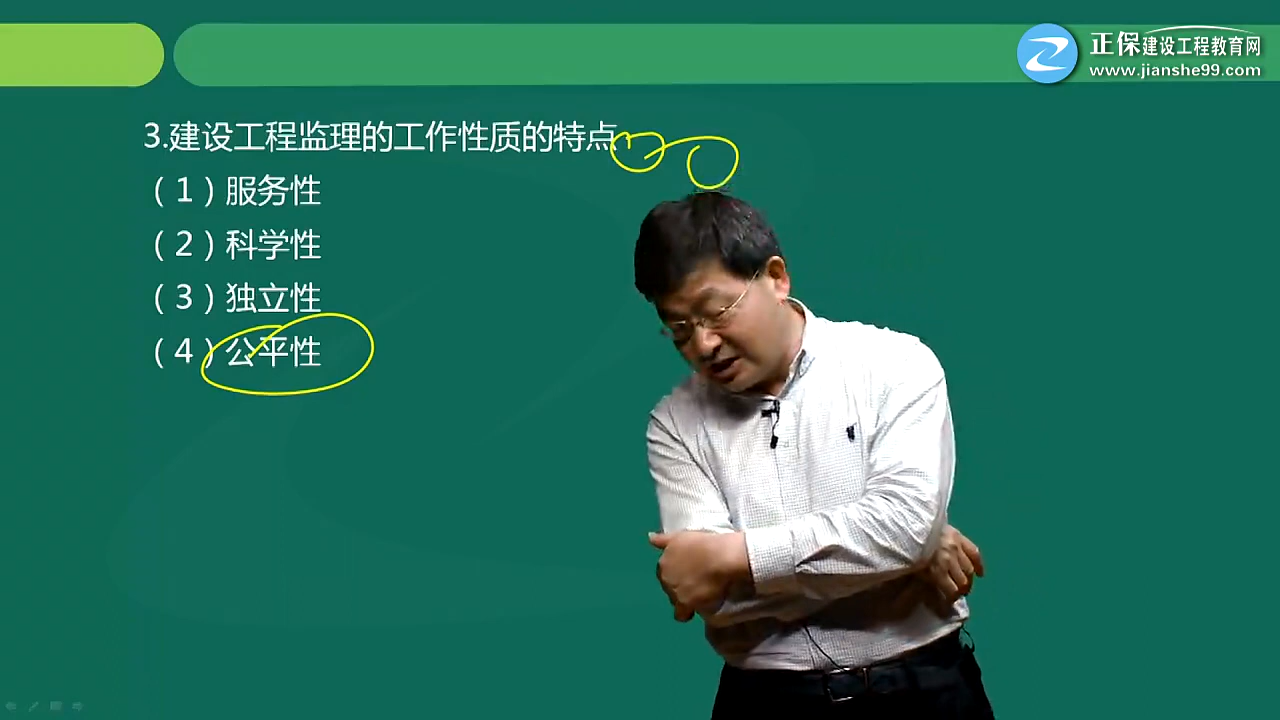 正保建设工程教育网
www.jianshe99.com
3.建设工程监理的工作性质的特点
（1）服务性
（2）科学性
（3）独立性
（4）公平性